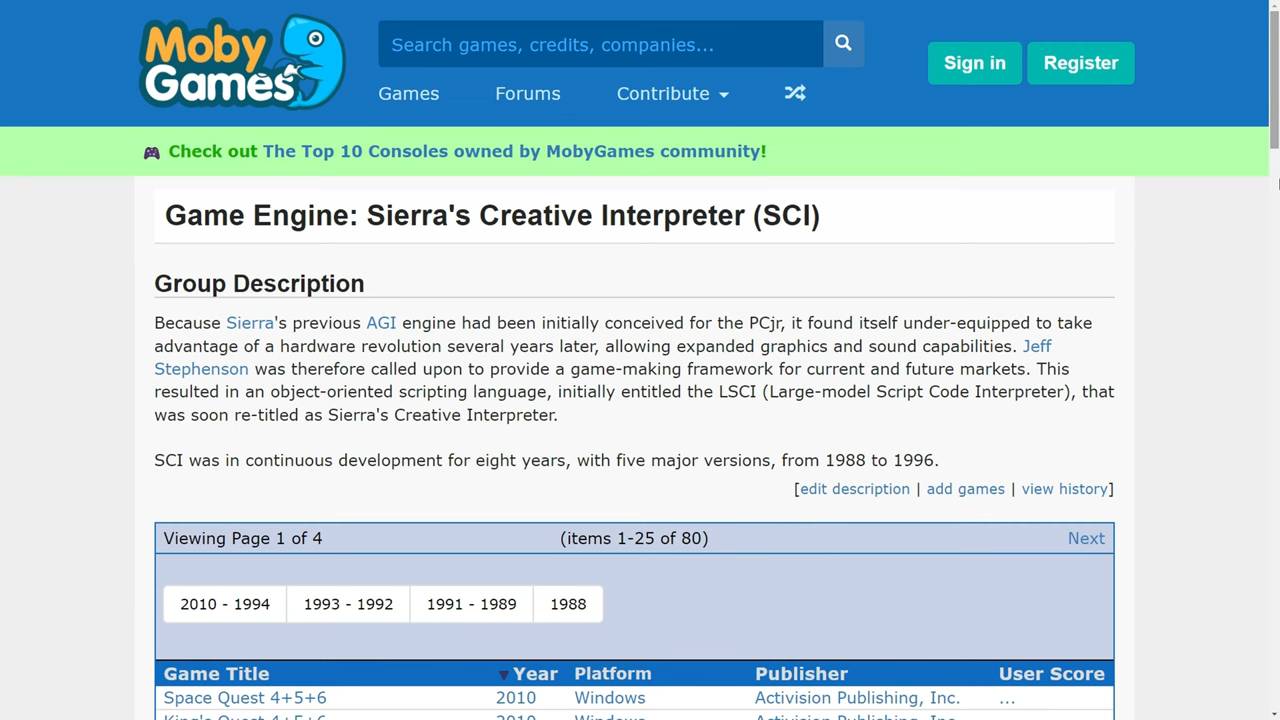 Moby
Games
Search games, credits, companies...
Sign in
Register
Games
Forums
Contribute
Check out The Top 10 Consoles owned by MobyGames community!
Game Engine: Sierra's Creative Interpreter (SCI)
Group Description
Because Sierra's previous AGI engine had been initially conceived for the PCjr, it found itself under-equipped to take
advantage of a hardware revolution several years later, allowing expanded graphics and sound capabilities. Jeff
Stephenson was therefore called upon to provide a game-making framework for current and future markets. This
resulted in an object-oriented scripting language, initially entitled the LSCI (Large-model Script Code Interpreter), that
was soon re-titled as Sierra's Creative Interpreter.
SCI was in continuous development for eight years, with five major versions, from 1988 to 1996.
[edit description | add games | view history]
Viewing Page 1 of 4 (items 1-25 of 80) Next
2010 - 1994 1993 - 1992 1991 - 1989 1988
Game Title Year Platform Publisher User Score
Space Quest 4+5+6 2010 Windows Activision Publishing, Inc. ...